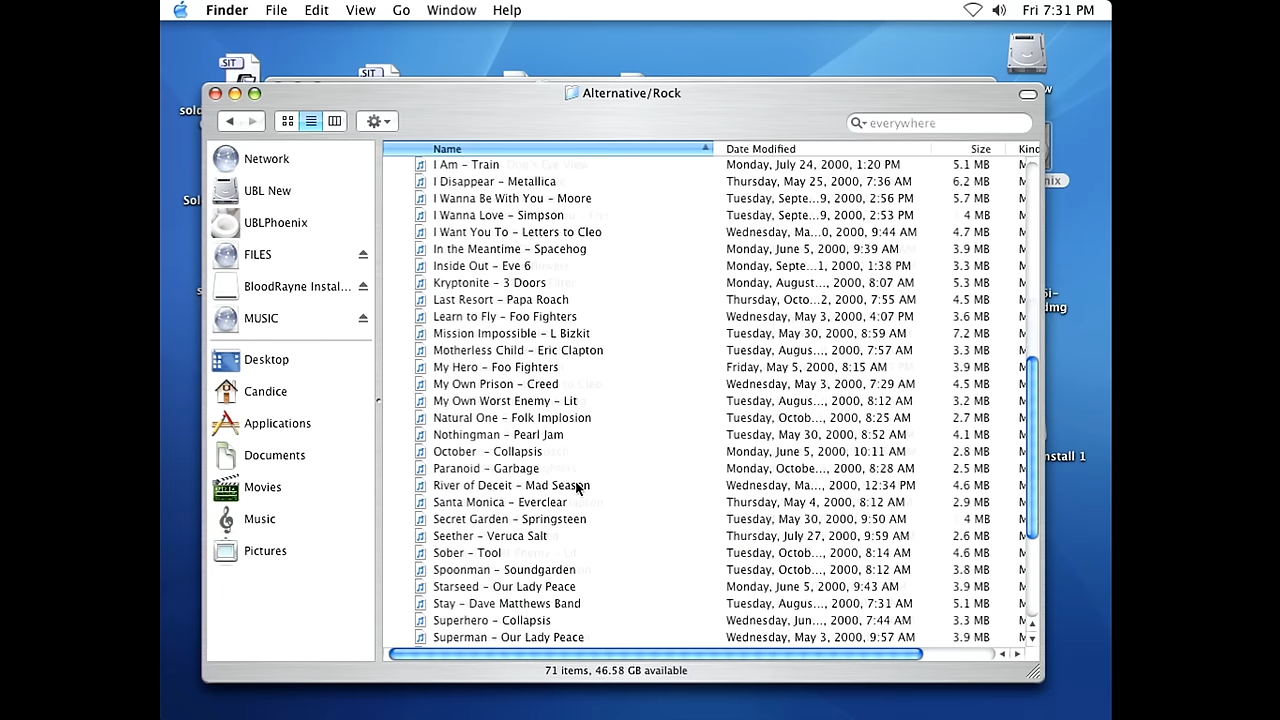 Finder File Edit View Go Window Help Fri 7:31 PM
SIT SIT
Alternative/Rock
everywhere
Name Date Modified Size Kind
Network
UBL New
UBLPhoenix
FILES
BloodRayne Instal...
MUSIC
Desktop
Candice
Applications
Documents
Movies
Music
Pictures
I Am – Train Monday, July 24, 2000, 1:20 PM 5.1 MB
I Disappear – Metallica Thursday, May 25, 2000, 7:36 AM 6.2 MB
I Wanna Be With You – Moore Tuesday, Septe...9, 2000, 2:56 PM 5.7 MB
I Wanna Love – Simpson Tuesday, Septe...9, 2000, 2:53 PM 4 MB
I Want You To – Letters to Cleo Wednesday, Ma...0, 2000, 9:44 AM 4.7 MB
In the Meantime – Spacehog Monday, June 5, 2000, 9:39 AM 3.9 MB
Inside Out – Eve 6 Monday, Septe...1, 2000, 1:38 PM 3.3 MB
Kryptonite – 3 Doors Monday, August..., 2000, 8:07 AM 5.3 MB
Last Resort – Papa Roach Thursday, Octo...2, 2000, 7:55 AM 4.5 MB
Learn to Fly – Foo Fighters Wednesday, May 3, 2000, 4:07 PM 3.6 MB
Mission Impossible – L Bizkit Tuesday, May 30, 2000, 8:59 AM 7.2 MB
Motherless Child – Eric Clapton Tuesday, Augus..., 2000, 7:57 AM 3.3 MB
My Hero – Foo Fighters Friday, May 5, 2000, 8:15 AM 3.9 MB
My Own Prison – Creed Wednesday, May 3, 2000, 7:29 AM 4.5 MB
My Own Worst Enemy – Lit Tuesday, Augus..., 2000, 8:12 AM 3.2 MB
Natural One – Folk Implosion Tuesday, Octob..., 2000, 8:25 AM 2.7 MB
Nothingman – Pearl Jam Tuesday, May 30, 2000, 8:52 AM 4.1 MB
October – Collapsis Monday, June 5, 2000, 10:11 AM 2.8 MB
Paranoid – Garbage Monday, Octobe..., 2000, 8:28 AM 2.5 MB
River of Deceit – Mad Season Wednesday, Ma..., 2000, 12:34 PM 4.6 MB
Santa Monica – Everclear Thursday, May 4, 2000, 8:12 AM 2.9 MB
Secret Garden – Springsteen Tuesday, May 30, 2000, 9:50 AM 4 MB
Seether – Veruca Salt Thursday, July 27, 2000, 9:59 AM 2.6 MB
Sober – Tool Tuesday, Octob..., 2000, 8:14 AM 4.6 MB
Spoonman – Soundgarden Tuesday, Octob..., 2000, 8:12 AM 3.8 MB
Starseed – Our Lady Peace Monday, June 5, 2000, 9:43 AM 3.9 MB
Stay – Dave Matthews Band Tuesday, Augus..., 2000, 7:31 AM 5.1 MB
Superhero – Collapsis Wednesday, Jun..., 2000, 7:44 AM 3.3 MB
Superman – Our Lady Peace Wednesday, May 3, 2000, 9:57 AM 3.9 MB
71 items, 46.58 GB available